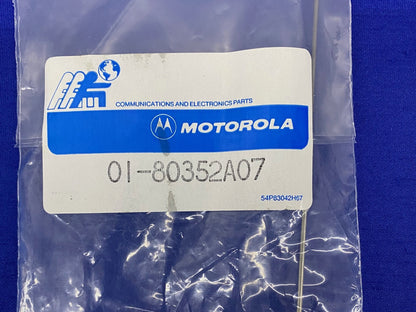 COMMUNICATIONS AND ELECTRONICS PARTS
MOTOROLA
01-80352A07
54P83042H67